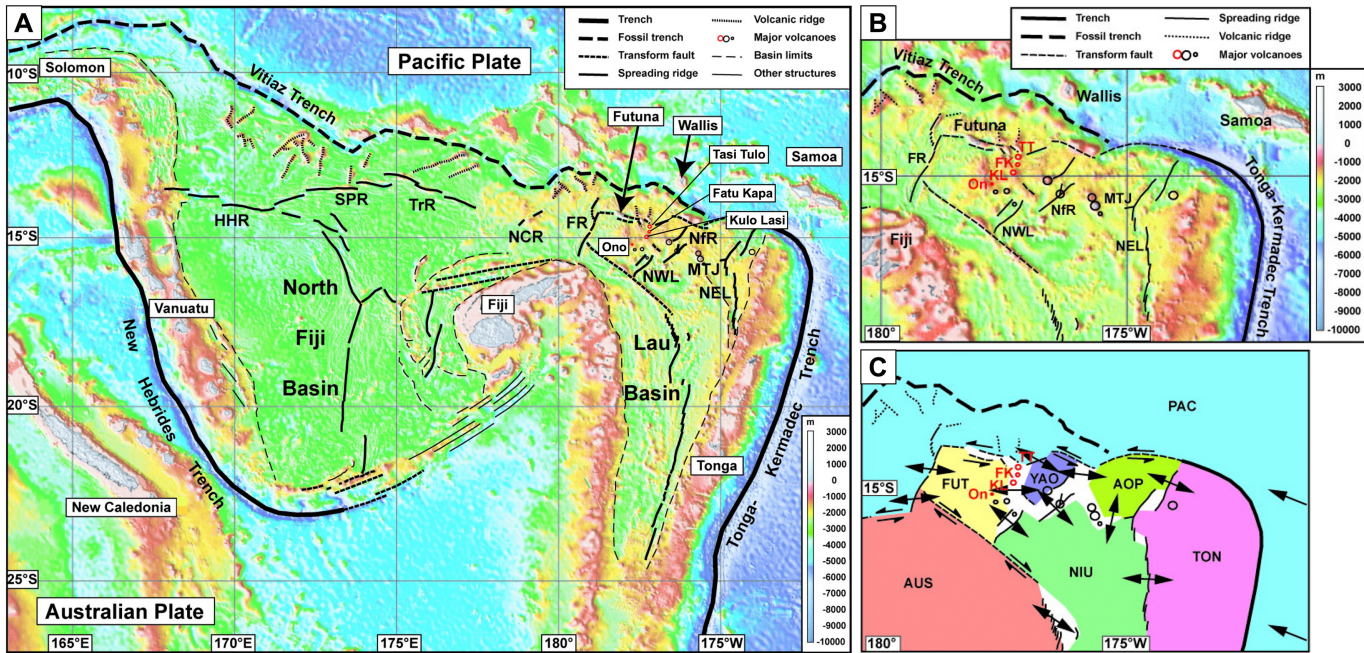 A
Trench
Fossil trench
Transform fault
Spreading ridge
Volcanic ridge
Major volcanoes
Basin limits
Other structures
Pacific Plate
Solomon
Vitiaz Trench
Futuna
Wallis
Tasi Tulo
Samoa
Fatu Kapa
Kulo Lasi
HHR
SPR
TrR
NCR
FR
Ono
NfR
NWL
MTJ
NEL
Vanuatu
North
Fiji
Basin
Fiji
Lau
Basin
New
Hebrides
Trench
Tonga
Tonga-
Kermadec
Trench
New Caledonia
Australian Plate
10°S
15°S
20°S
25°S
165°E
170°E
175°E
180°
175°W
m
3000
2000
1000
0
-1000
-2000
-3000
-4000
-5000
-6000
-7000
-8000
-9000
-10000
B
Trench
Fossil trench
Transform fault
Spreading ridge
Volcanic ridge
Major volcanoes
Vitiaz Trench
Wallis
Samoa
Futuna
FR
TT
FK
KL
On
NfR
MTJ
NWL
NEL
Fiji
Tonga-Kermadec Trench
15°S
180°
175°W
m
3000
2000
1000
0
-1000
-2000
-3000
-4000
-5000
-6000
-7000
-8000
-9000
-10000
C
PAC
TT
FK
KL
On
FUT
YAO
AOP
15°S
AUS
NIU
TON
180°
175°W